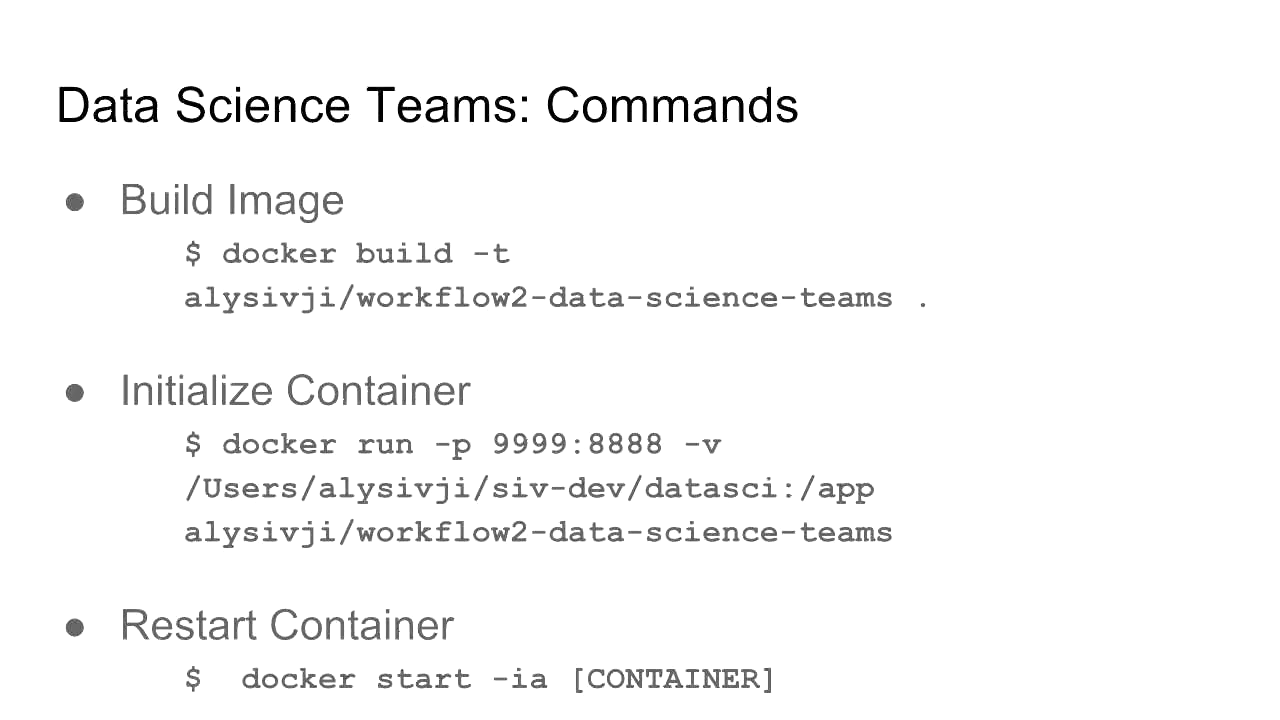 Data Science Teams: Commands
● Build Image
$ docker build -t
alysivji/workflow2-data-science-teams .
● Initialize Container
$ docker run -p 9999:8888 -v
/Users/alysivji/siv-dev/datasci:/app
alysivji/workflow2-data-science-teams
● Restart Container
$  docker start -ia [CONTAINER]